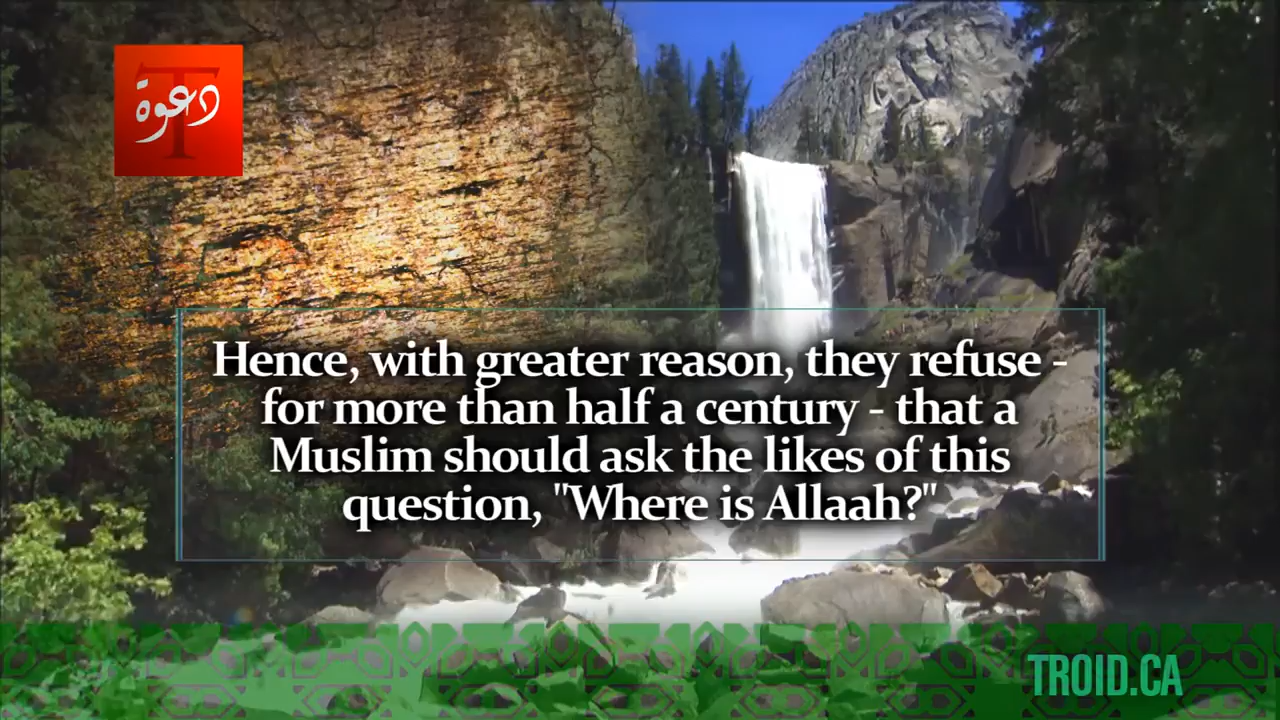 دعوة
T
Hence, with greater reason, they refuse -
for more than half a century - that a
Muslim should ask the likes of this
question, "Where is Allaah?"
TROID.CA